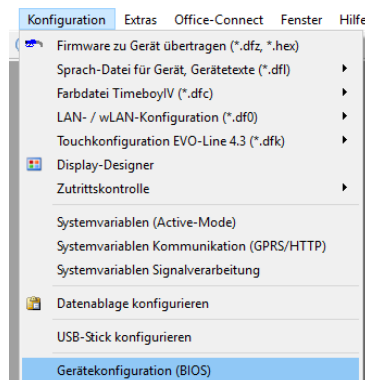 Konfiguration Extras Office-Connect Fenster Hilfe
Firmware zu Gerät übertragen (*.dfz, *.hex)
Sprach-Datei für Gerät, Gerätetexte (*.dfl)
Farbdatei TimeboyIV (*.dfc)
LAN- / wLAN-Konfiguration (*.df0)
Touchkonfiguration EVO-Line 4.3 (*.dfk)
Display-Designer
Zutrittskontrolle
Systemvariablen (Active-Mode)
Systemvariablen Kommunikation (GPRS/HTTP)
Systemvariablen Signalverarbeitung
Datenablage konfigurieren
USB-Stick konfigurieren
Gerätekonfiguration (BIOS)